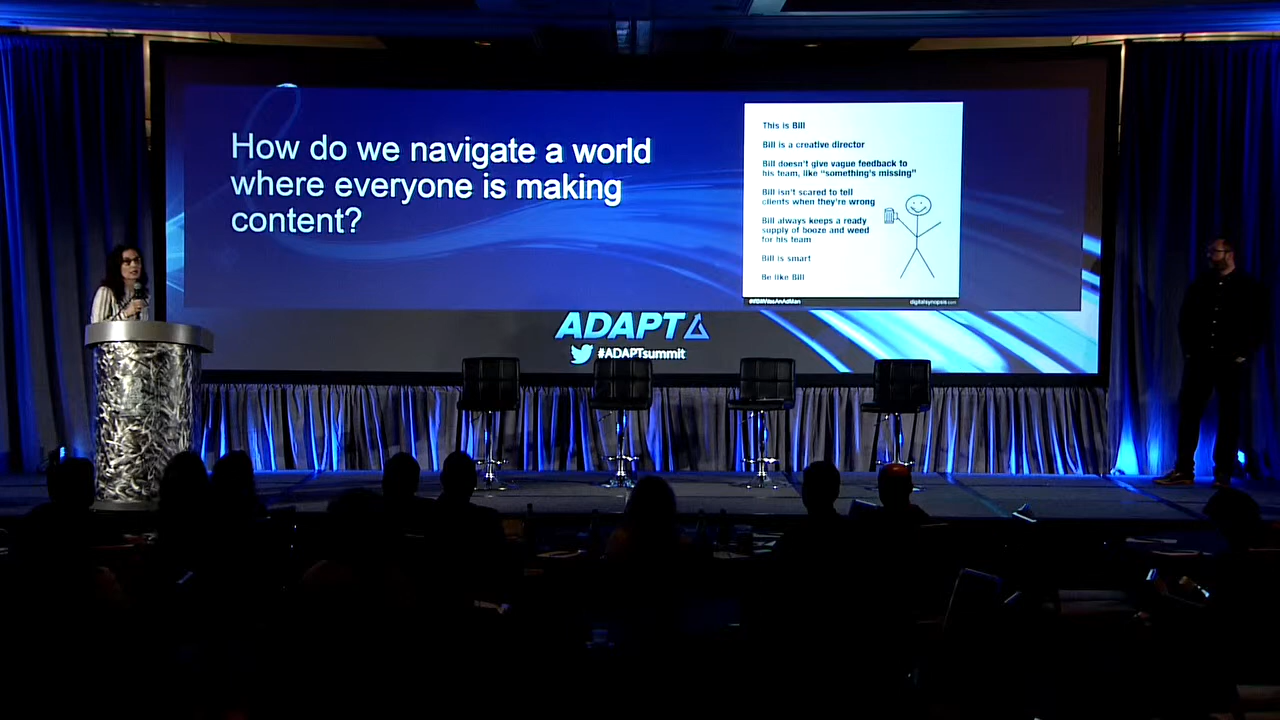 How do we navigate a world
where everyone is making
content?
This is Bill
Bill is a creative director
Bill doesn't give vague feedback to
his team, like "something's missing"
Bill isn't scared to tell
clients when they're wrong
Bill always keeps a ready
supply of booze and weed
for his team
Bill is smart
Be like Bill
#IfBillWasAnAdMan
digitalsynopsis.com
ADAPT
#ADAPTsummit